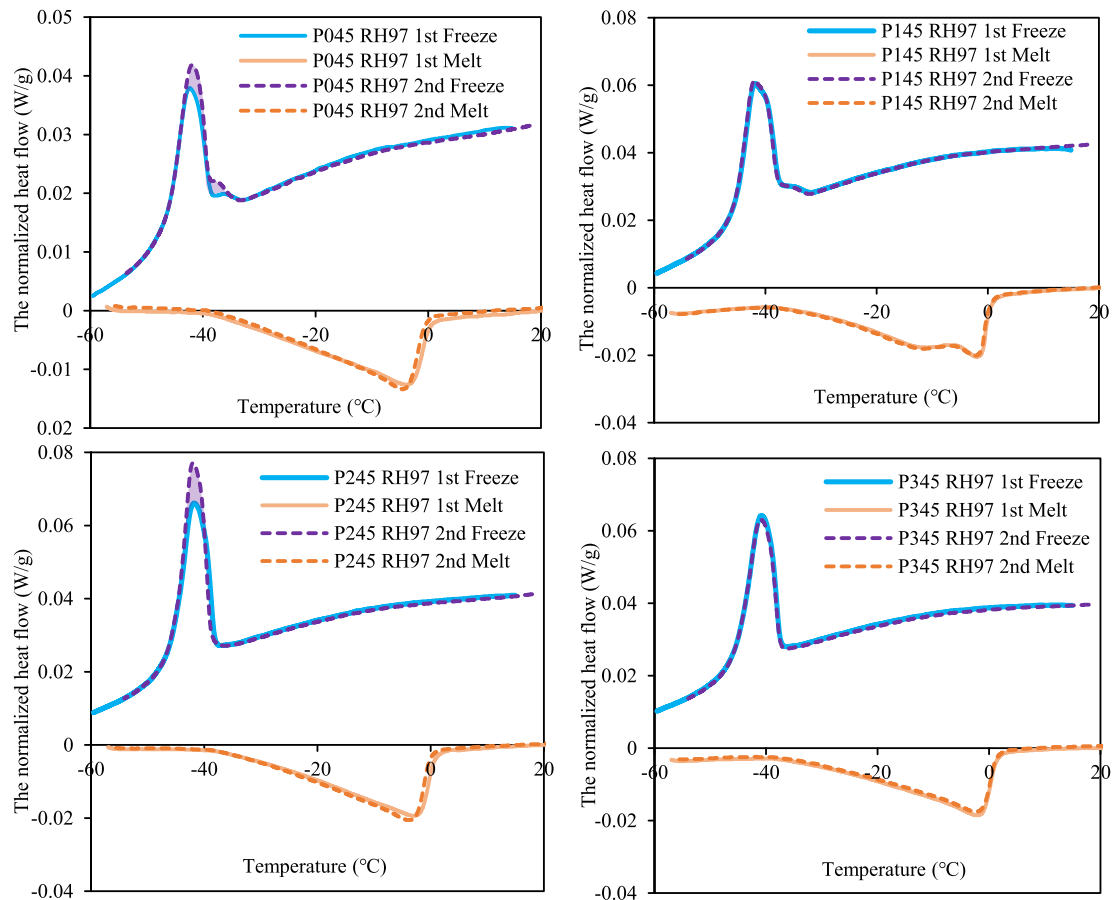 0.05
0.04
0.03
0.02
0.01
0
-0.01
0.02
-60
-40
-20
0
20
The normalized heat flow (W/g)
Temperature (℃)
P045 RH97 1st Freeze
P045 RH97 1st Melt
P045 RH97 2nd Freeze
P045 RH97 2nd Melt
0.08
0.06
0.04
0.02
0
-0.02
-0.04
-60
-40
-20
0
20
The normalized heat flow (W/g)
Temperature (℃)
P145 RH97 1st Freeze
P145 RH97 1st Melt
P145 RH97 2nd Freeze
P145 RH97 2nd Melt
0.08
0.06
0.04
0.02
0
-0.02
-0.04
-60
-40
-20
0
20
The normalized heat flow (W/g)
Temperature (℃)
P245 RH97 1st Freeze
P245 RH97 1st Melt
P245 RH97 2nd Freeze
P245 RH97 2nd Melt
0.08
0.06
0.04
0.02
0
-0.02
-0.04
-60
-40
-20
0
20
The normalized heat flow (W/g)
Temperature (℃)
P345 RH97 1st Freeze
P345 RH97 1st Melt
P345 RH97 2nd Freeze
P345 RH97 2nd Melt